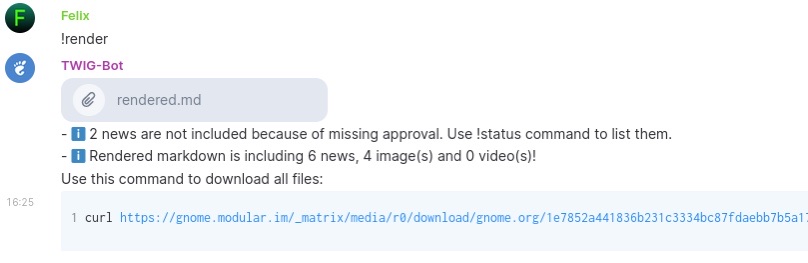 F
Felix
!render
TWIG-Bot
rendered.md
- ℹ 2 news are not included because of missing approval. Use !status command to list them.
- ℹ Rendered markdown is including 6 news, 4 image(s) and 0 video(s)!
Use this command to download all files:
16:25
1 curl https://gnome.modular.im/_matrix/media/r0/download/gnome.org/1e7852a441836b231c3334bc87fdaebb7b5a17